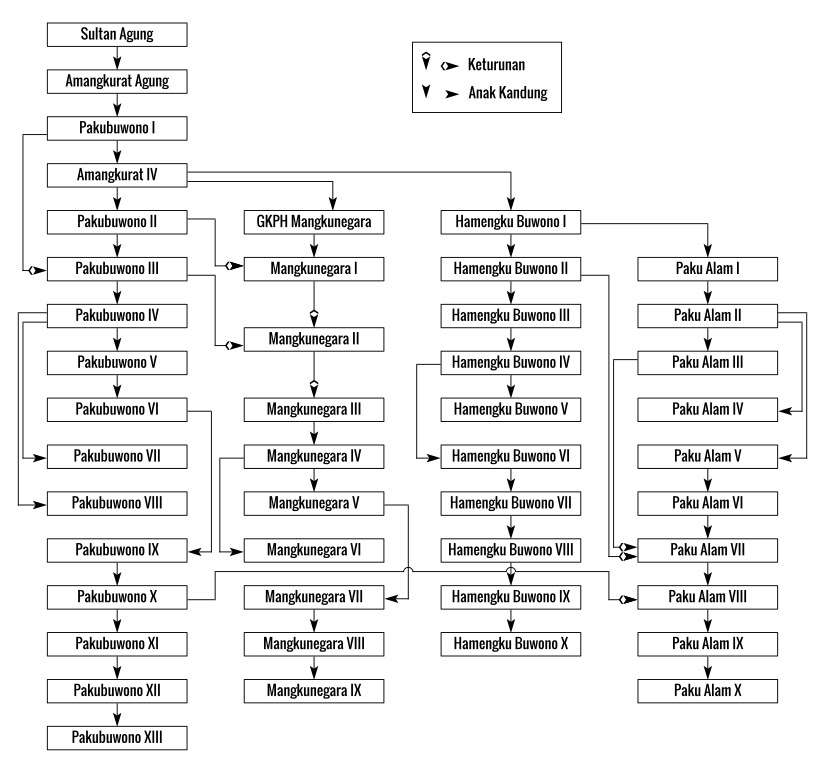 Sultan Agung
Amangkurat Agung
Pakubuwono I
Amangkurat IV
Pakubuwono II
Pakubuwono III
Pakubuwono IV
Pakubuwono V
Pakubuwono VI
Pakubuwono VII
Pakubuwono VIII
Pakubuwono IX
Pakubuwono X
Pakubuwono XI
Pakubuwono XII
Pakubuwono XIII
GKPH Mangkunegara
Mangkunegara I
Mangkunegara II
Mangkunegara III
Mangkunegara IV
Mangkunegara V
Mangkunegara VI
Mangkunegara VII
Mangkunegara VIII
Mangkunegara IX
Keturunan
Anak Kandung
Hamengku Buwono I
Hamengku Buwono II
Hamengku Buwono III
Hamengku Buwono IV
Hamengku Buwono V
Hamengku Buwono VI
Hamengku Buwono VII
Hamengku Buwono VIII
Hamengku Buwono IX
Hamengku Buwono X
Paku Alam I
Paku Alam II
Paku Alam III
Paku Alam IV
Paku Alam V
Paku Alam VI
Paku Alam VII
Paku Alam VIII
Paku Alam IX
Paku Alam X